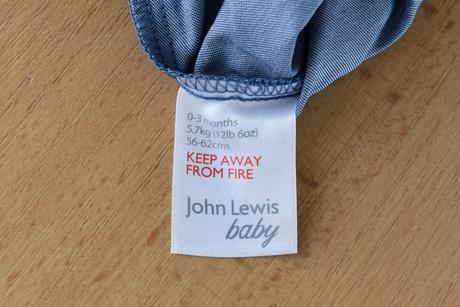 0-3 months
5.7kg (12lb 6oz)
56-62cms
KEEP AWAY
FROM FIRE
John Lewis
baby